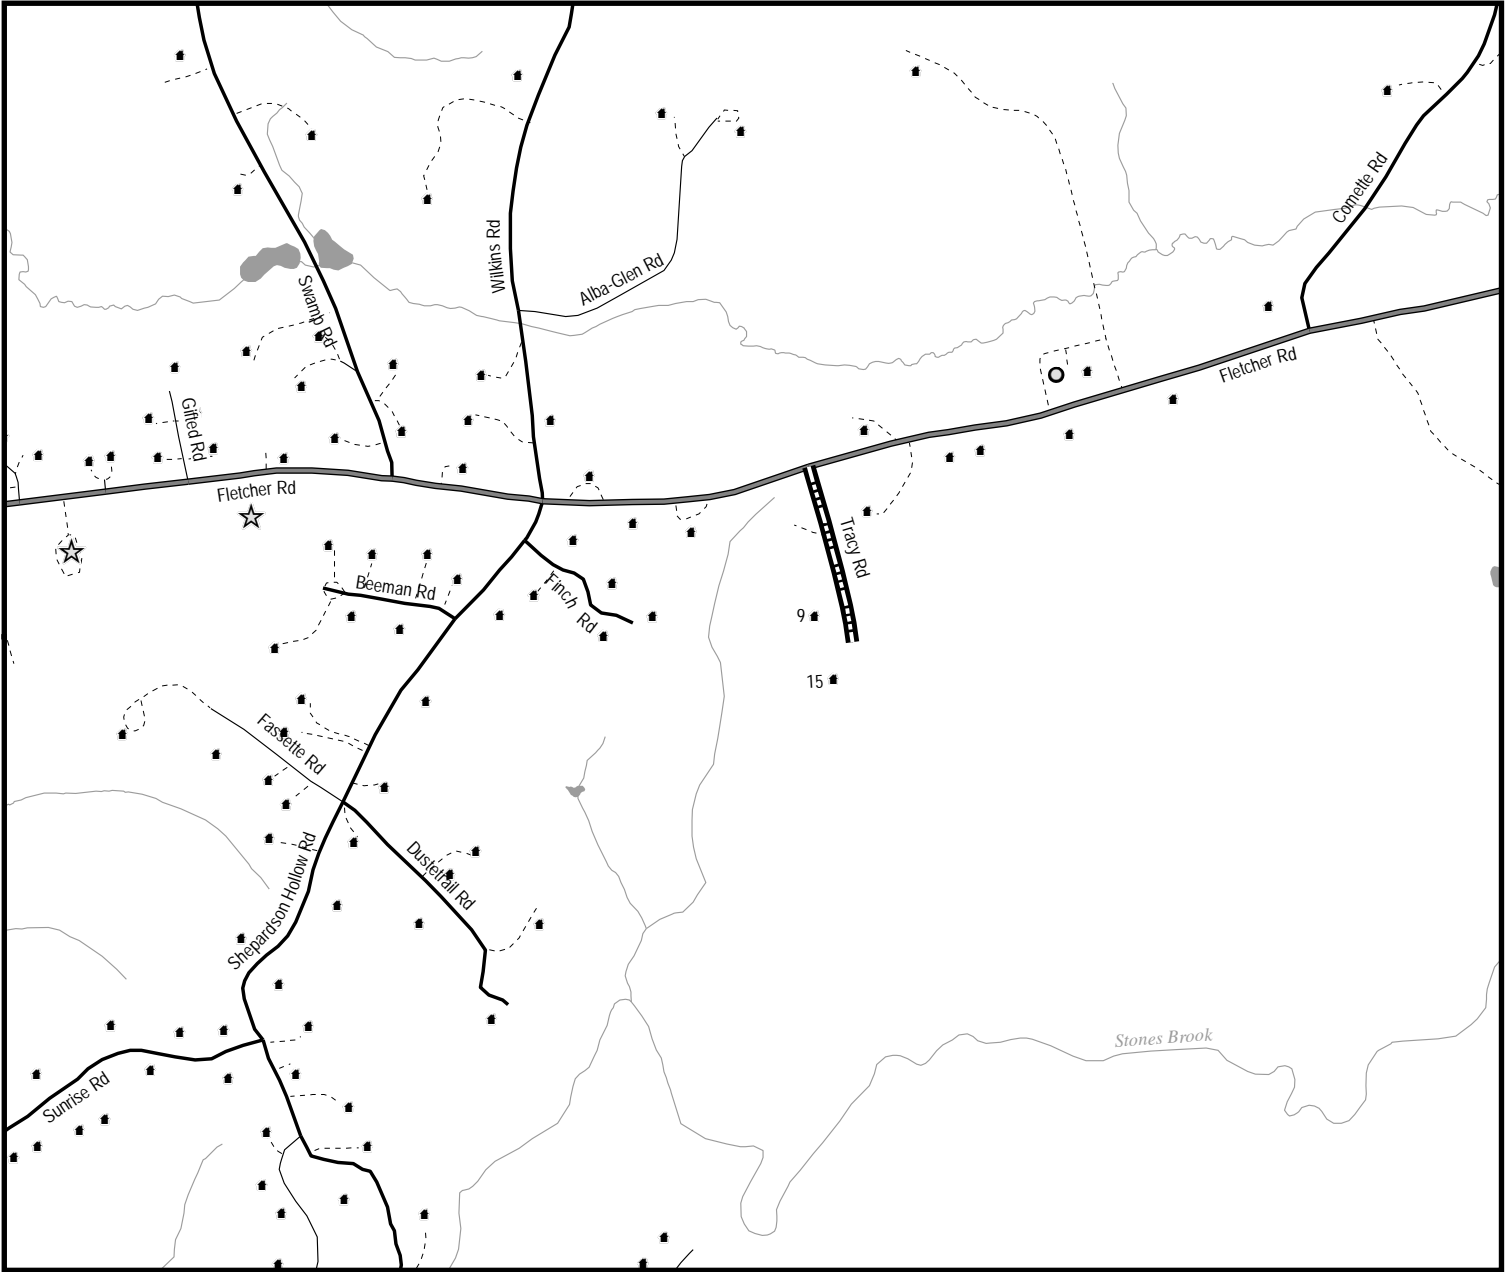 Cornette Rd
Wilkins Rd
Alba-Glen Rd
Swamp Rd
Fletcher Rd
Gifted Rd
Fletcher Rd
Tracy Rd
Beeman Rd
Finch Rd
9
15
Fassette Rd
Dustetrail Rd
Shepardson Hollow Rd
Stones Brook
Sunrise Rd